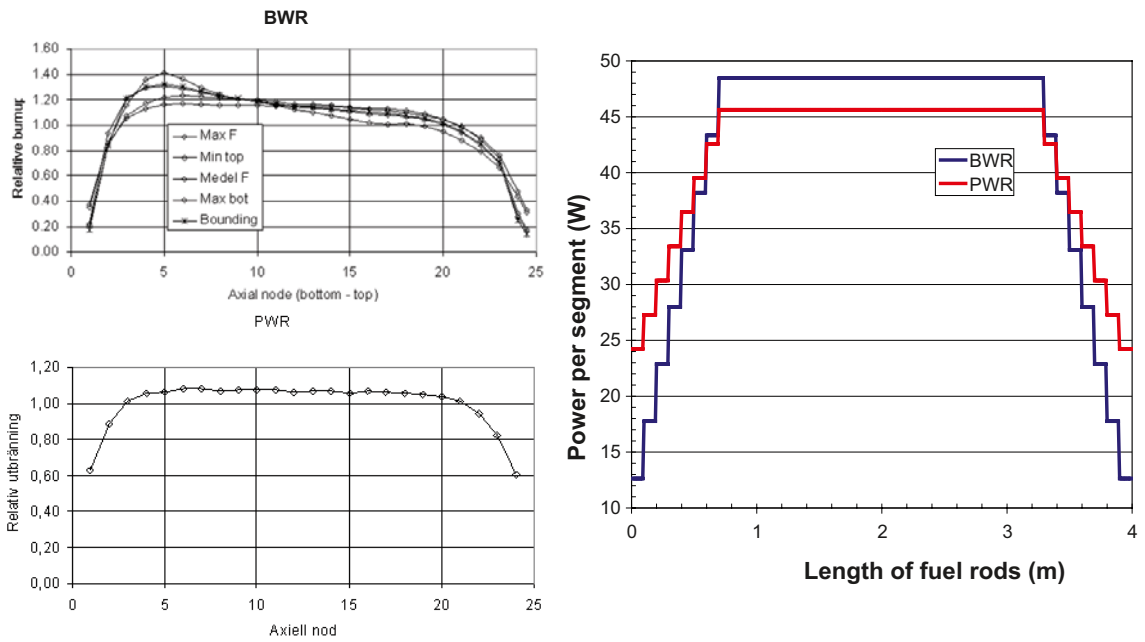 BWR
1.60
1.40
1.20
1.00
0.80
0.60
0.40
0.20
0.00
Relaltive burnup
Max F
Min top
Medel F
Max bot
Bounding
0
5
10
15
20
25
Axial node (bottom - top)
PWR
1,20
1,00
0,80
0,60
0,40
0,20
0,00
Relativ utbränning
0
5
10
15
20
25
Axiell nod
50
45
40
35
30
25
20
15
10
Power per segment (W)
BWR
PWR
0
1
2
3
4
Length of fuel rods (m)